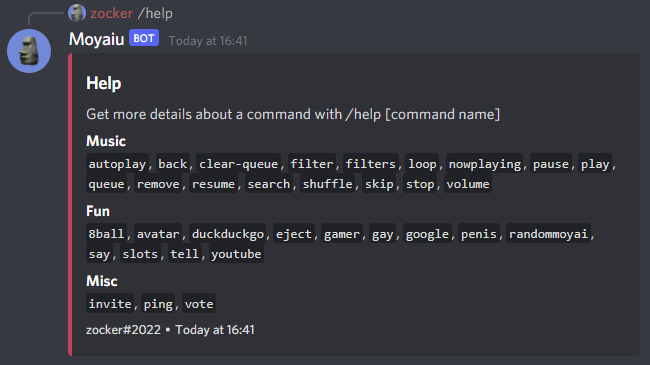 zocker /help
Moyaiu BOT Today at 16:41
Help
Get more details about a command with /help [command name]
Music
autoplay, back, clear-queue, filter, filters, loop, nowplaying, pause, play,
queue, remove, resume, search, shuffle, skip, stop, volume
Fun
8ball, avatar, duckduckgo, eject, gamer, gay, google, penis, randommoyai,
say, slots, tell, youtube
Misc
invite, ping, vote
zocker#2022 • Today at 16:41